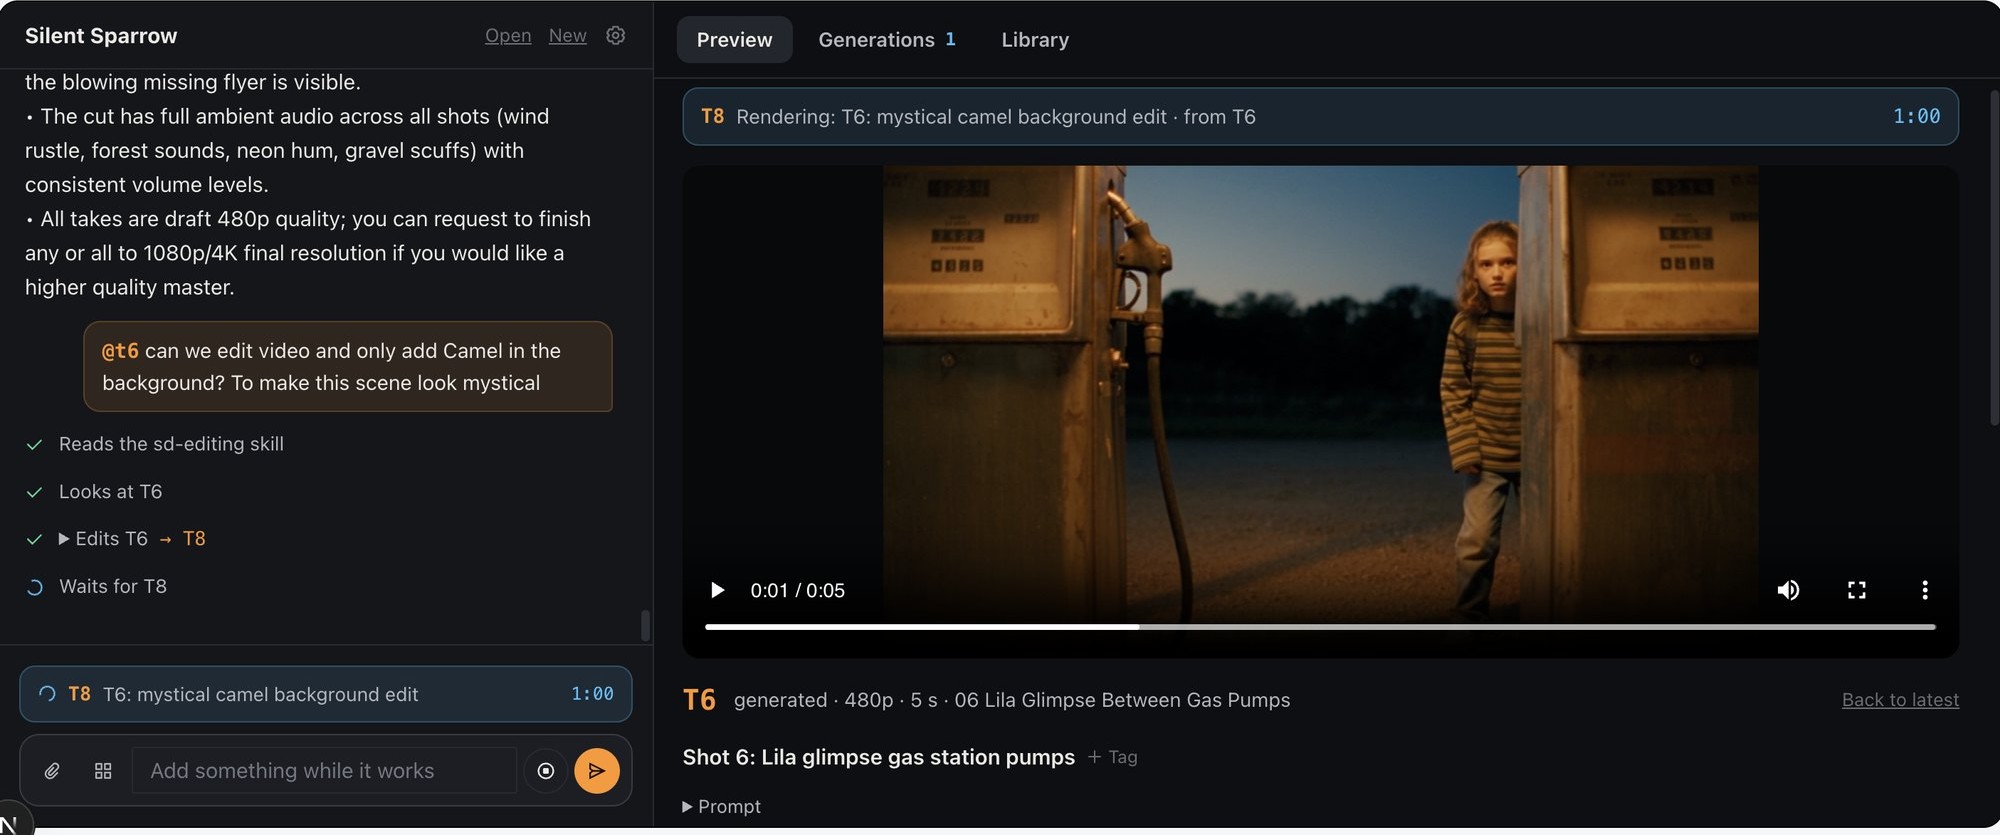 Silent Sparrow
Open New
the blowing missing flyer is visible.
• The cut has full ambient audio across all shots (wind
rustle, forest sounds, neon hum, gravel scuffs) with
consistent volume levels.
• All takes are draft 480p quality; you can request to finish
any or all to 1080p/4K final resolution if you would like a
higher quality master.
@t6 can we edit video and only add Camel in the
background? To make this scene look mystical
Reads the sd-editing skill
Looks at T6
Edits T6 → T8
Waits for T8
T8 T6: mystical camel background edit 1:00
Add something while it works
N
Preview Generations 1 Library
T8 Rendering: T6: mystical camel background edit · from T6 1:00
0:01 / 0:05
T6 generated · 480p · 5 s · 06 Lila Glimpse Between Gas Pumps Back to latest
Shot 6: Lila glimpse gas station pumps + Tag
Prompt